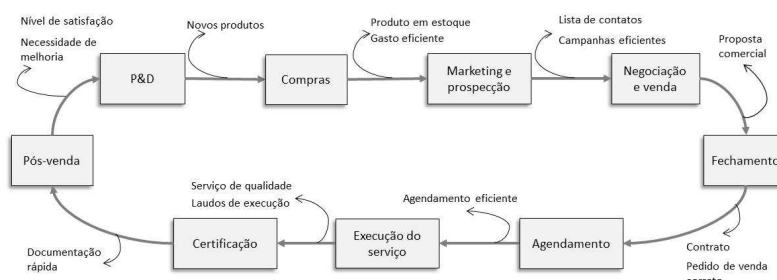 Nível de satisfação
Necessidade de
melhoria
P&D
Novos produtos
Compras
Produto em estoque
Gasto eficiente
Marketing e
prospecção
Lista de contatos
Campanhas eficientes
Negociação
e venda
Proposta
comercial
Fechamento
Contrato
Pedido de venda
Agendamento
Agendamento eficiente
Execução do
serviço
Serviço de qualidade
Laudos de execução
Certificação
Documentação
rápida
Pós-venda